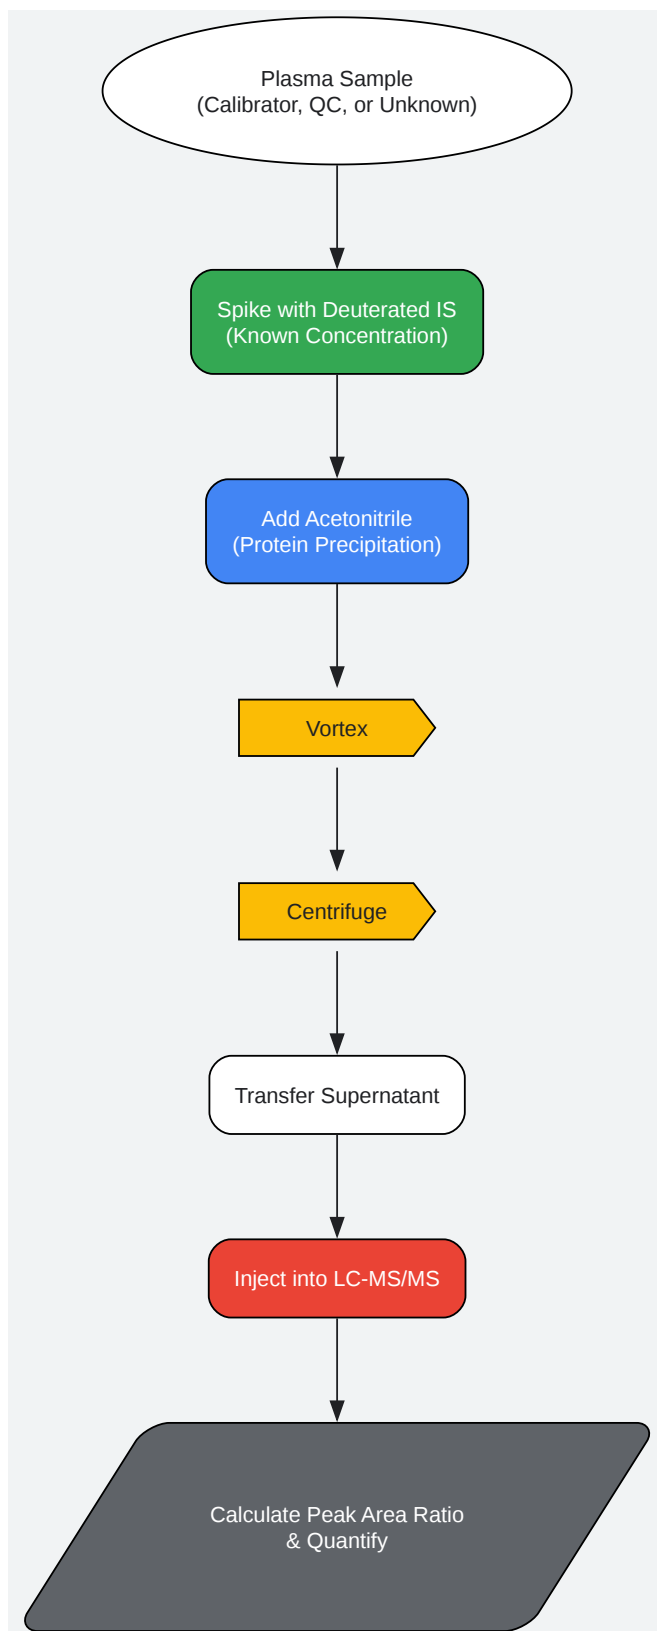 Plasma Sample
(Calibrator, QC, or Unknown)
Spike with Deuterated IS
(Known Concentration)
Add Acetonitrile
(Protein Precipitation)
Vortex
Centrifuge
Transfer Supernatant
Inject into LC-MS/MS
Calculate Peak Area Ratio
& Quantify